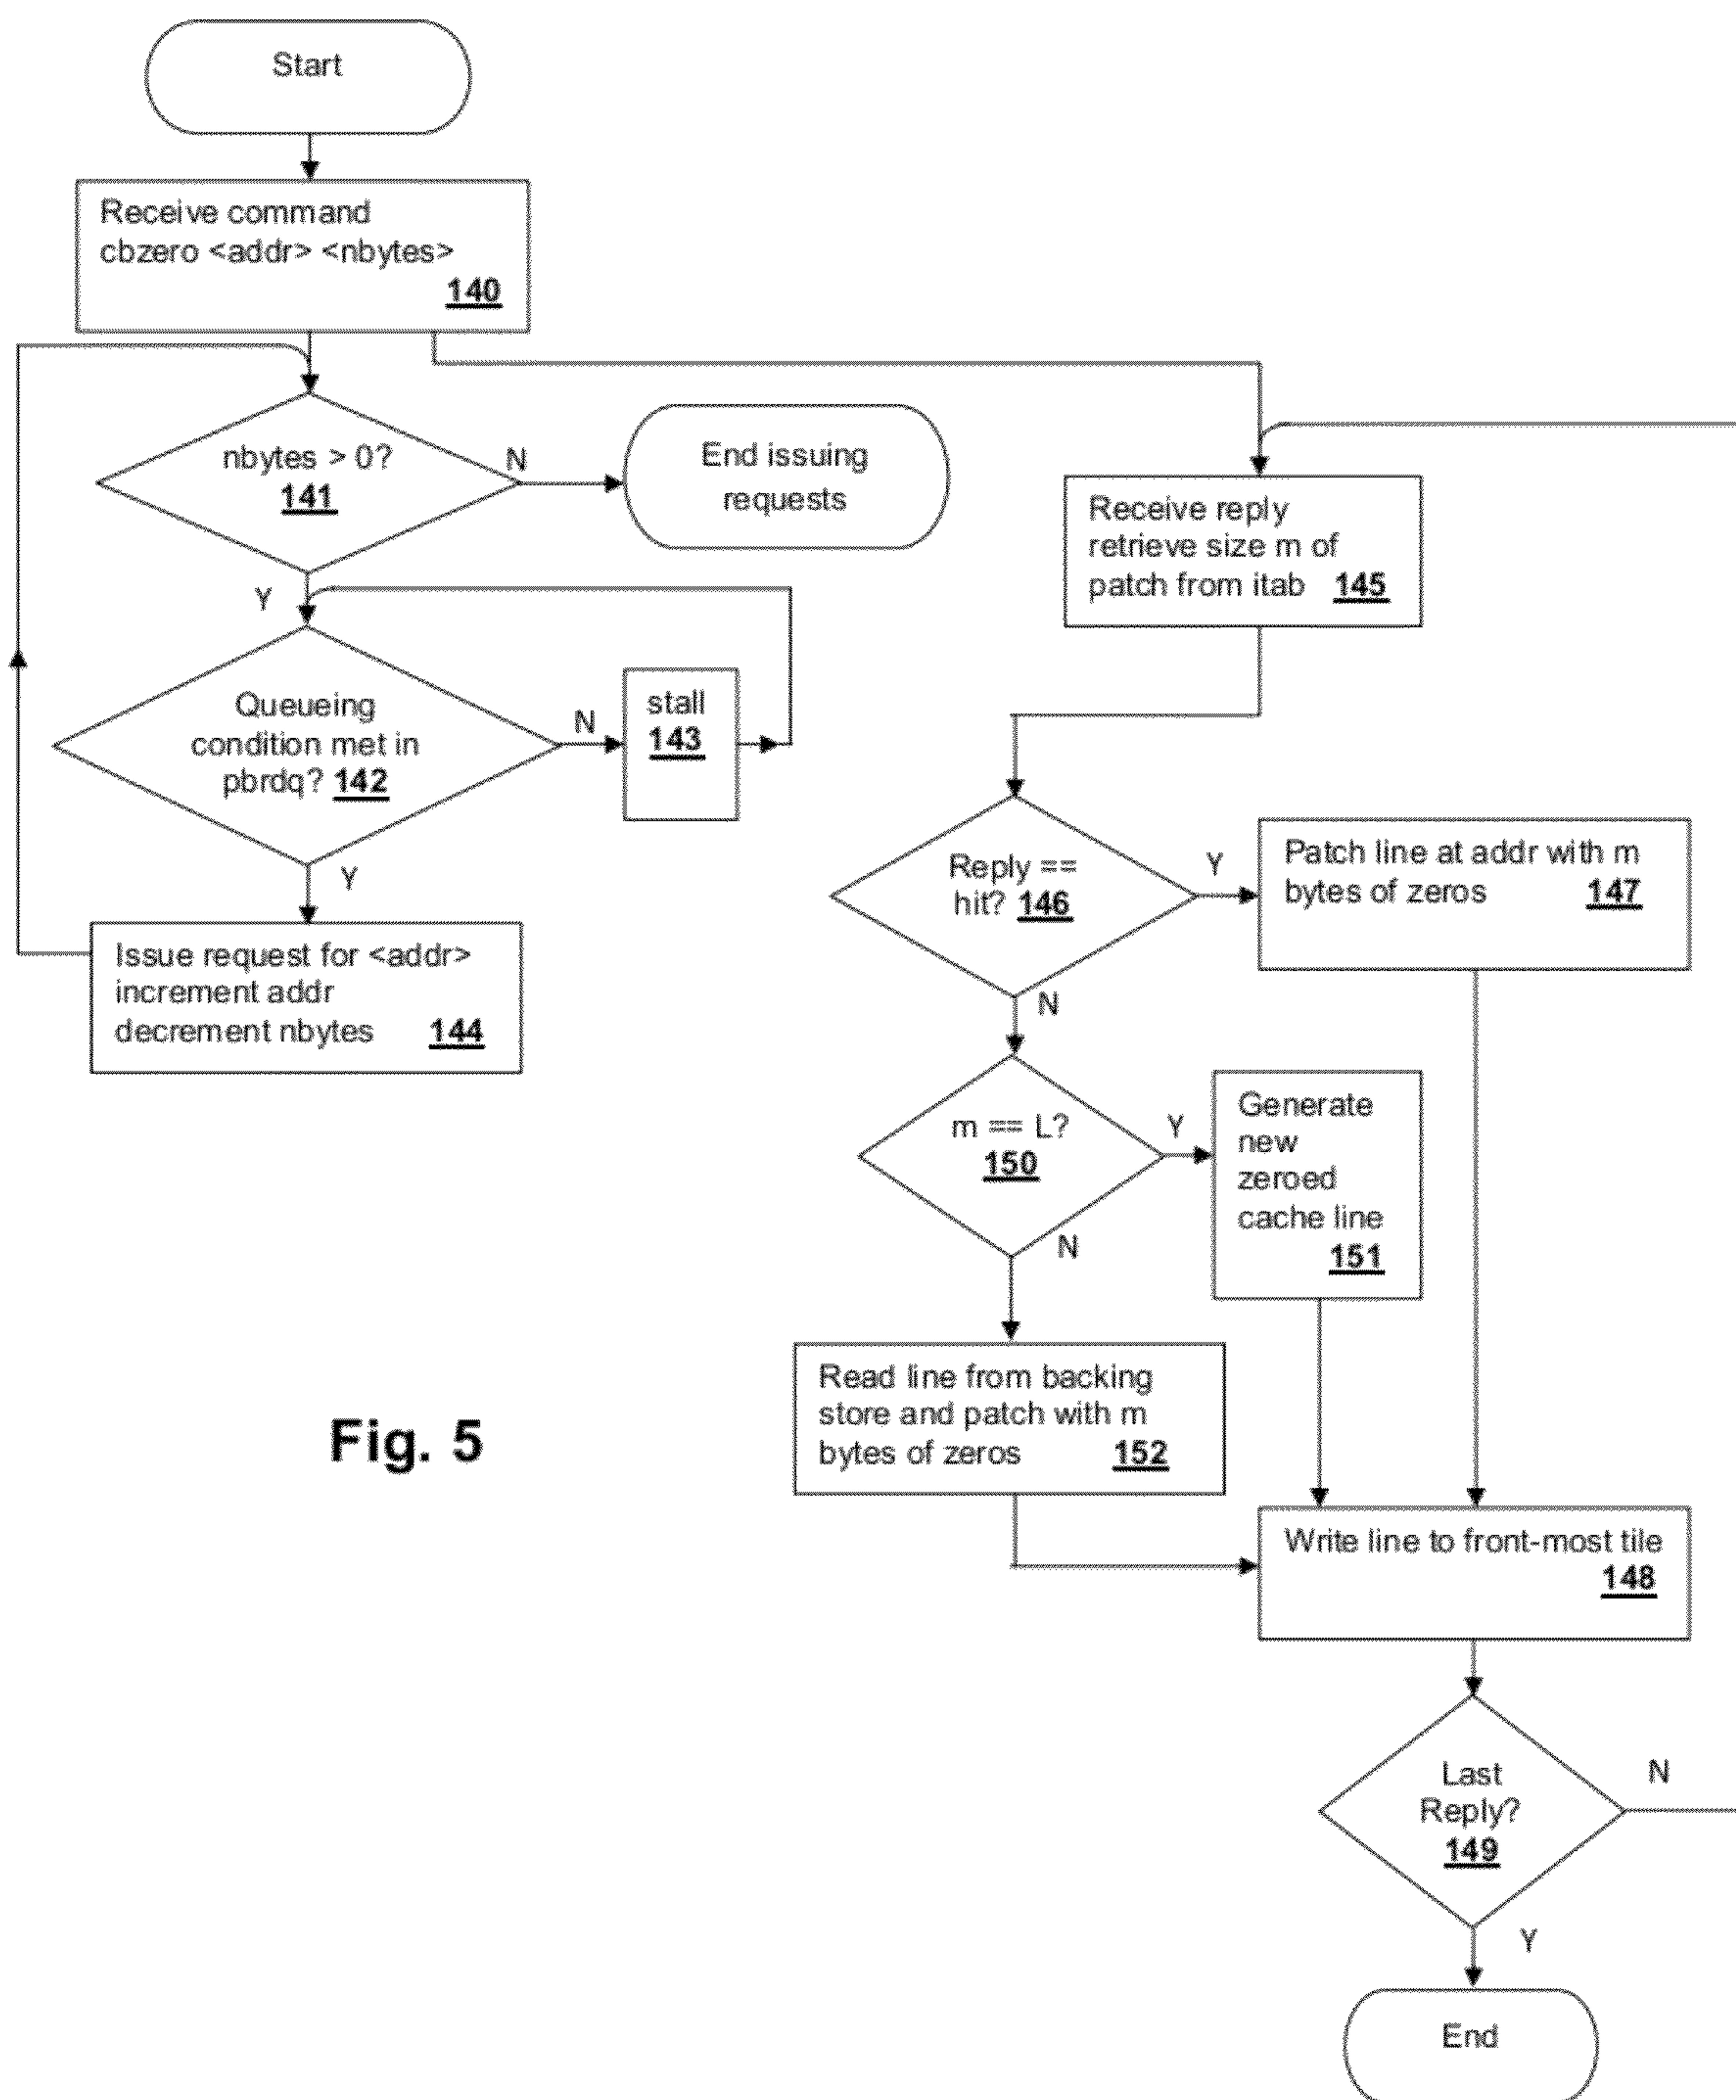 Start
Receive command
cbzero <addr> <nbytes>
140
nbytes > 0?
141
N
End issuing
requests
Y
Queueing
condition met in
pbrdq? 142
N
stall
143
Y
Issue request for <addr>
increment addr
decrement nbytes 144
Receive reply
retrieve size m of
patch from itab 145
Reply ==
hit? 146
Y
Patch line at addr with m
bytes of zeros 147
N
m == L?
150
Y
Generate
new
zeroed
cache line
151
N
Read line from backing
store and patch with m
bytes of zeros 152
Write line to front-most tile
148
Last
Reply?
149
N
Y
End
Fig. 5